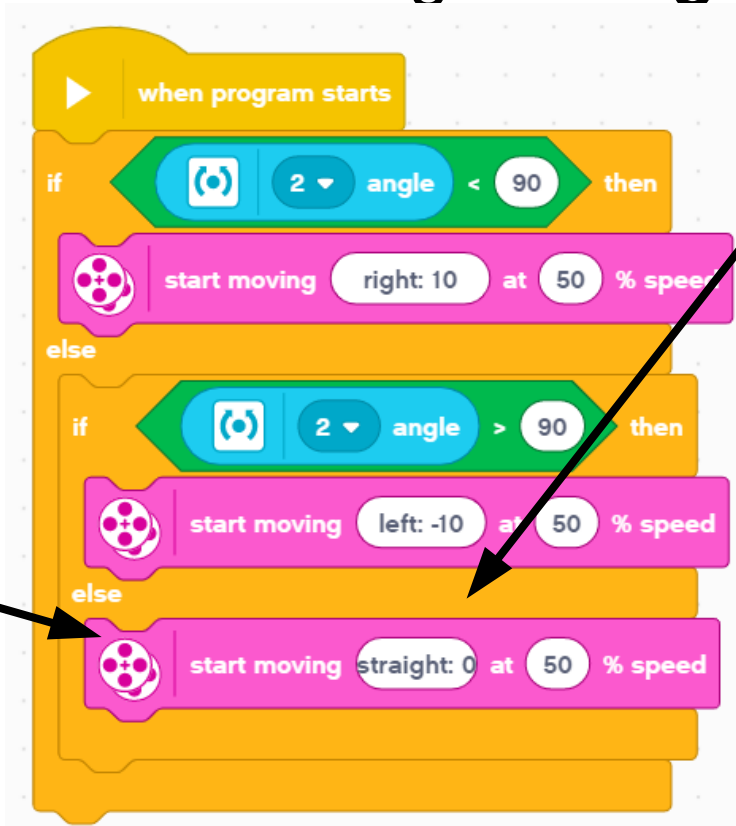 when program starts
if 2 angle < 90 then
start moving right: 10 at 50 % speed
else
if 2 angle > 90 then
start moving left: -10 at 50 % speed
else
start moving straight: 0 at 50 % speed